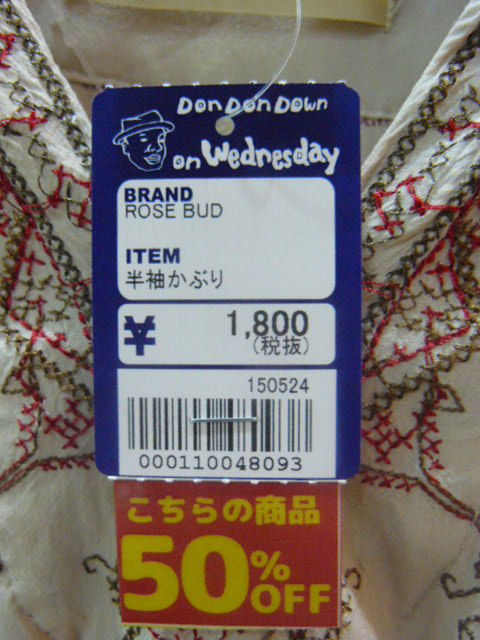 Don Don Down
on Wednesday
BRAND
ROSE BUD
ITEM
半袖かぶり
¥ 1,800
(税抜)
150524
000110048093
こちらの商品
50%
OFF